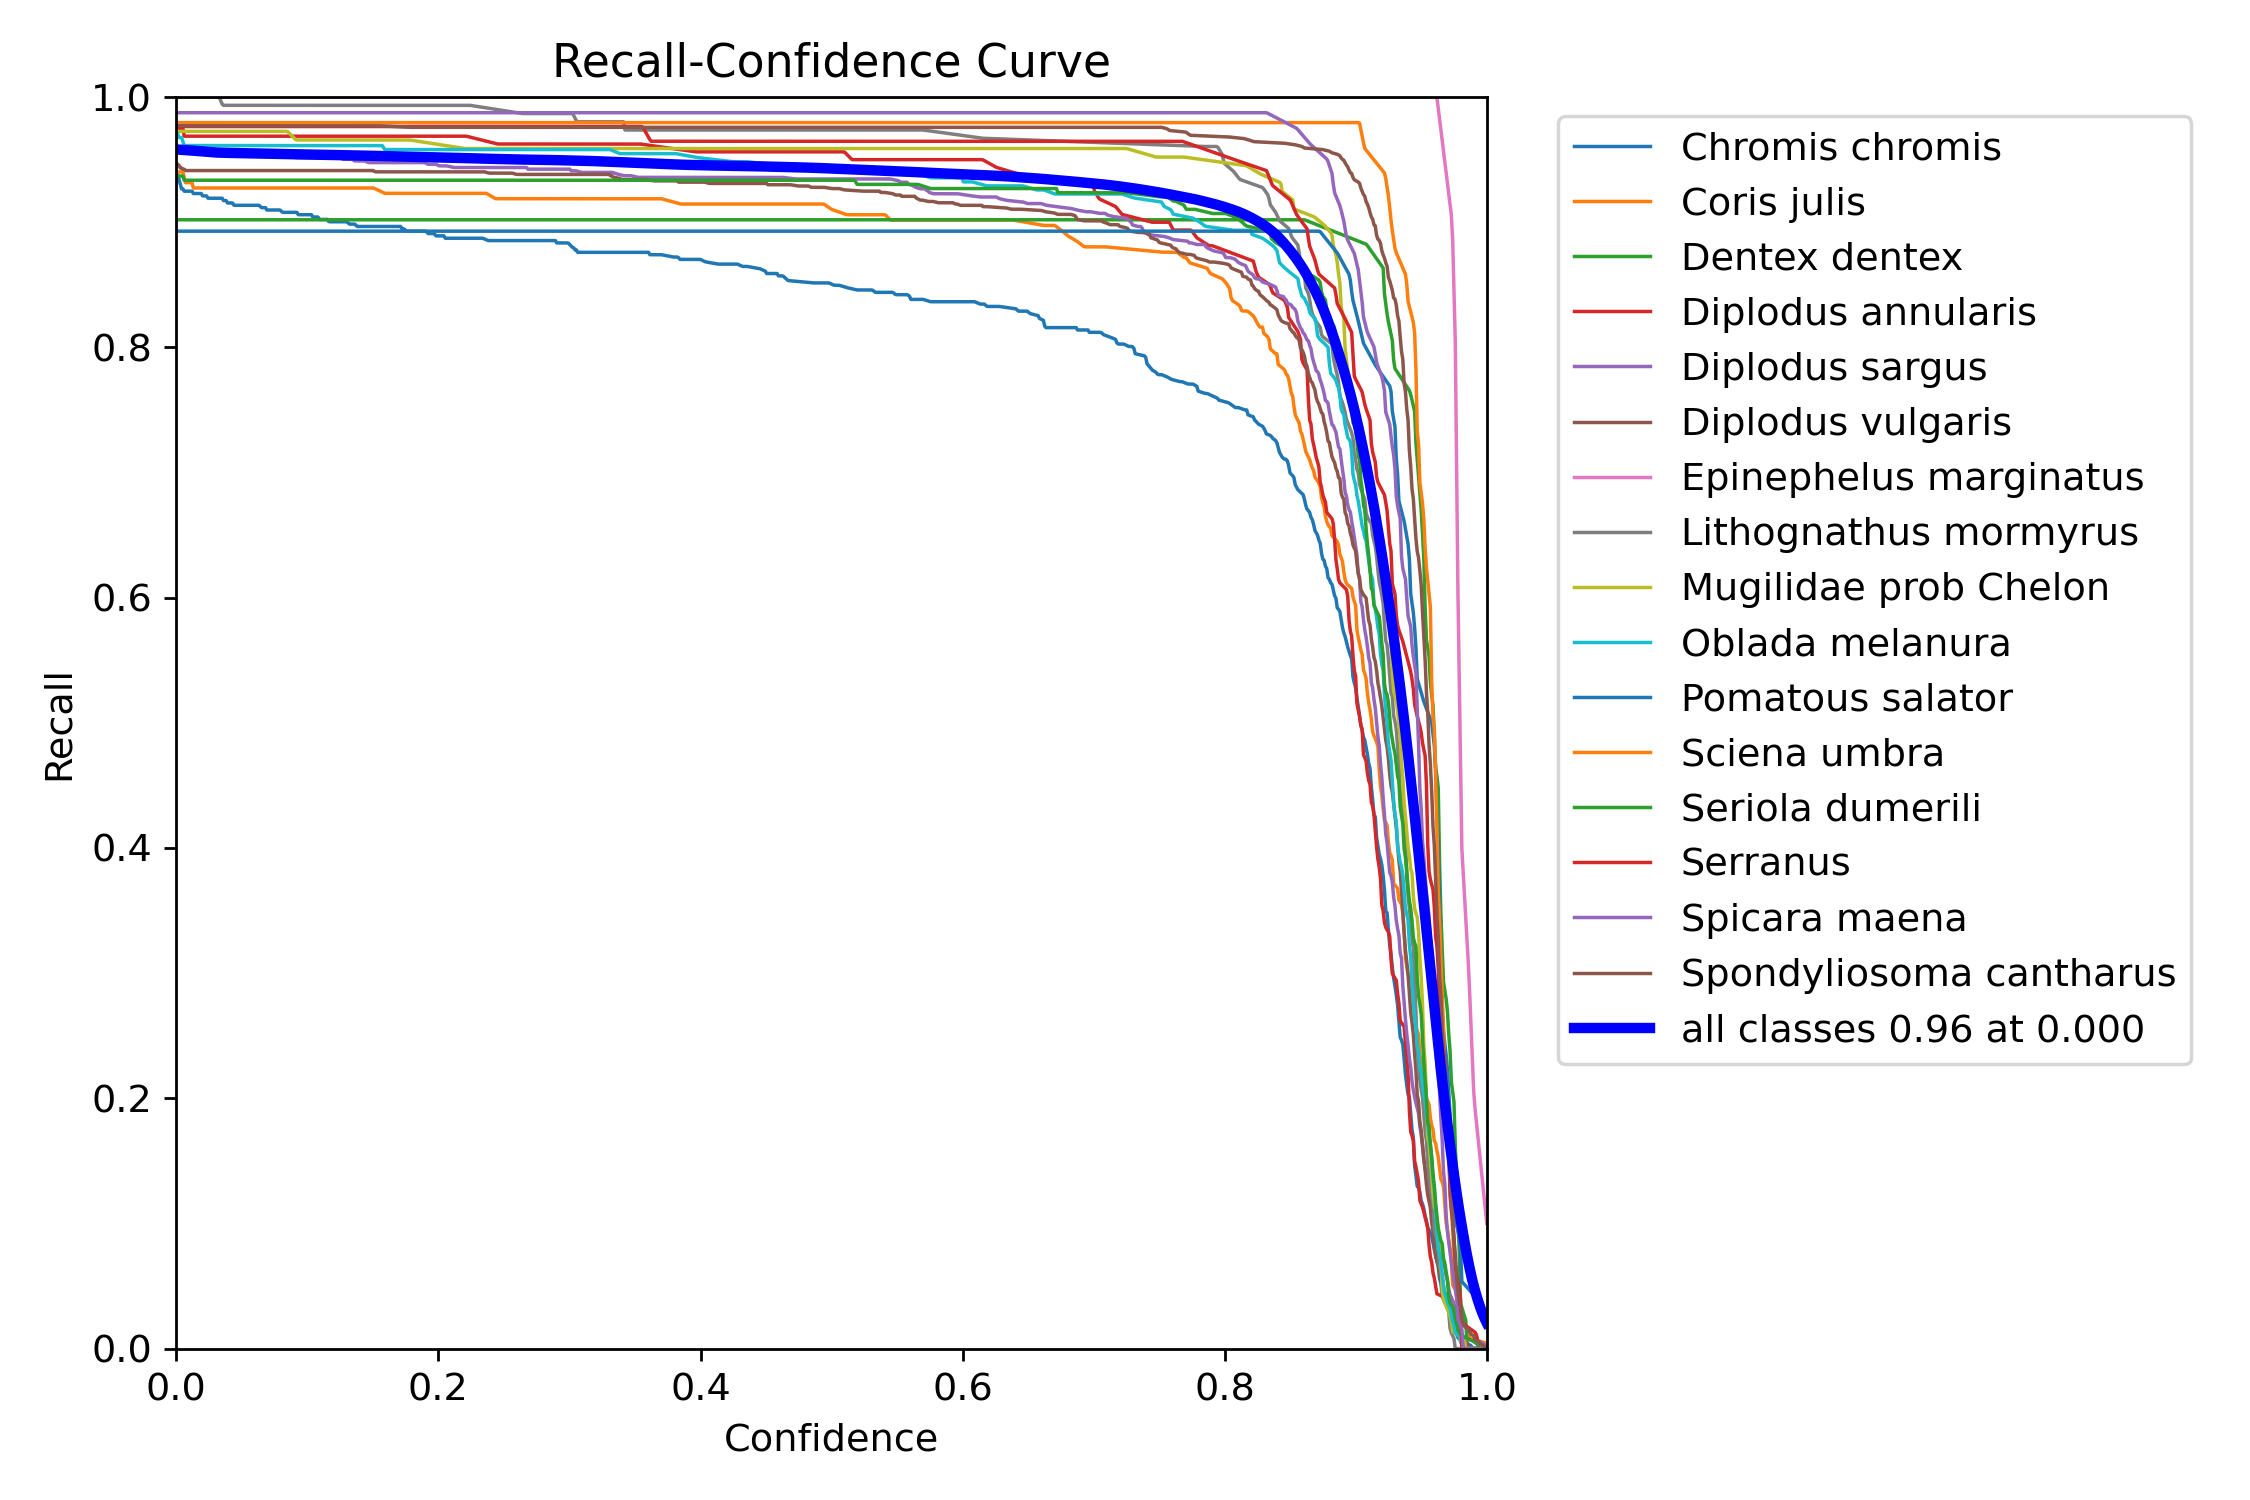 Recall-Confidence Curve
1.0
0.8
0.6
0.4
0.2
0.0
Recall
0.0 0.2 0.4 0.6 0.8 1.0
Confidence
Chromis chromis
Coris julis
Dentex dentex
Diplodus annularis
Diplodus sargus
Diplodus vulgaris
Epinephelus marginatus
Lithognathus mormyrus
Mugilidae prob Chelon
Oblada melanura
Pomatous salator
Sciena umbra
Seriola dumerili
Serranus
Spicara maena
Spondyliosoma cantharus
all classes 0.96 at 0.000